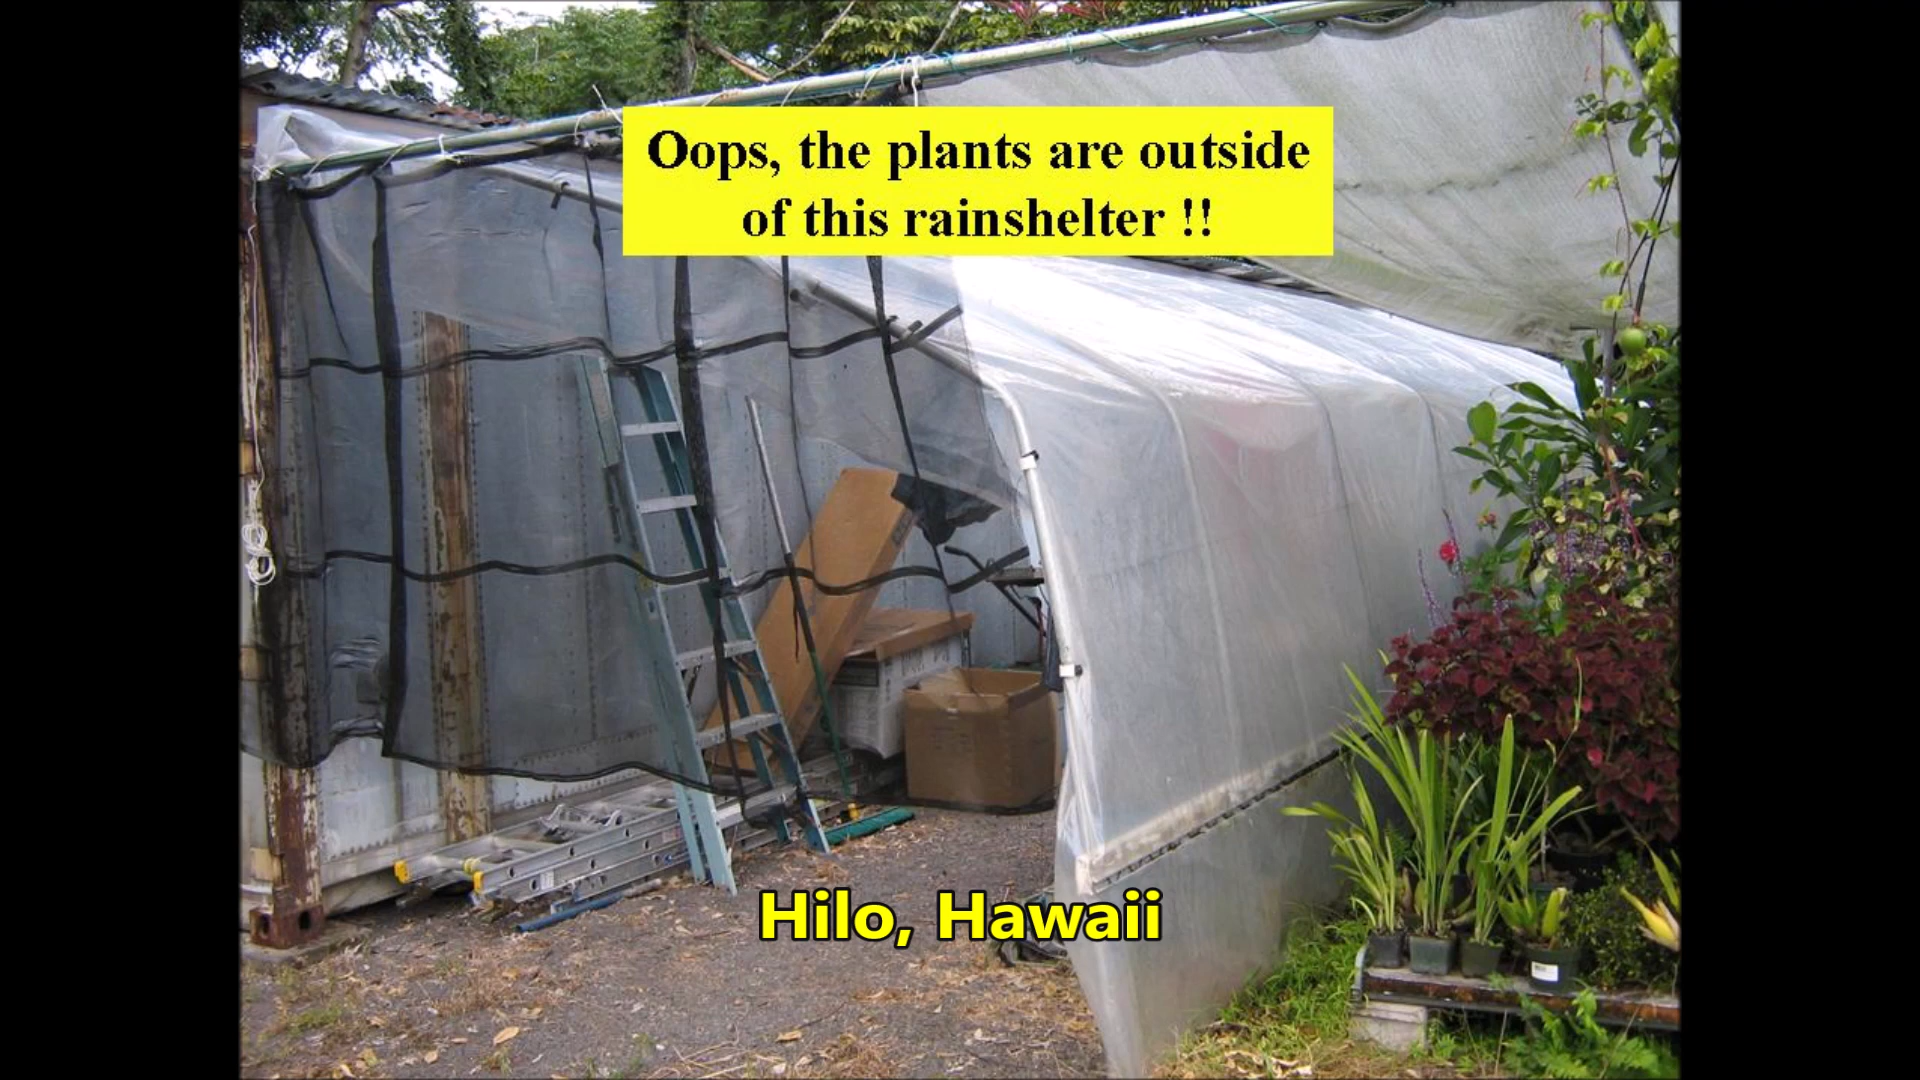 Oops, the plants are outside
of this rainshelter !!
Hilo, Hawaii